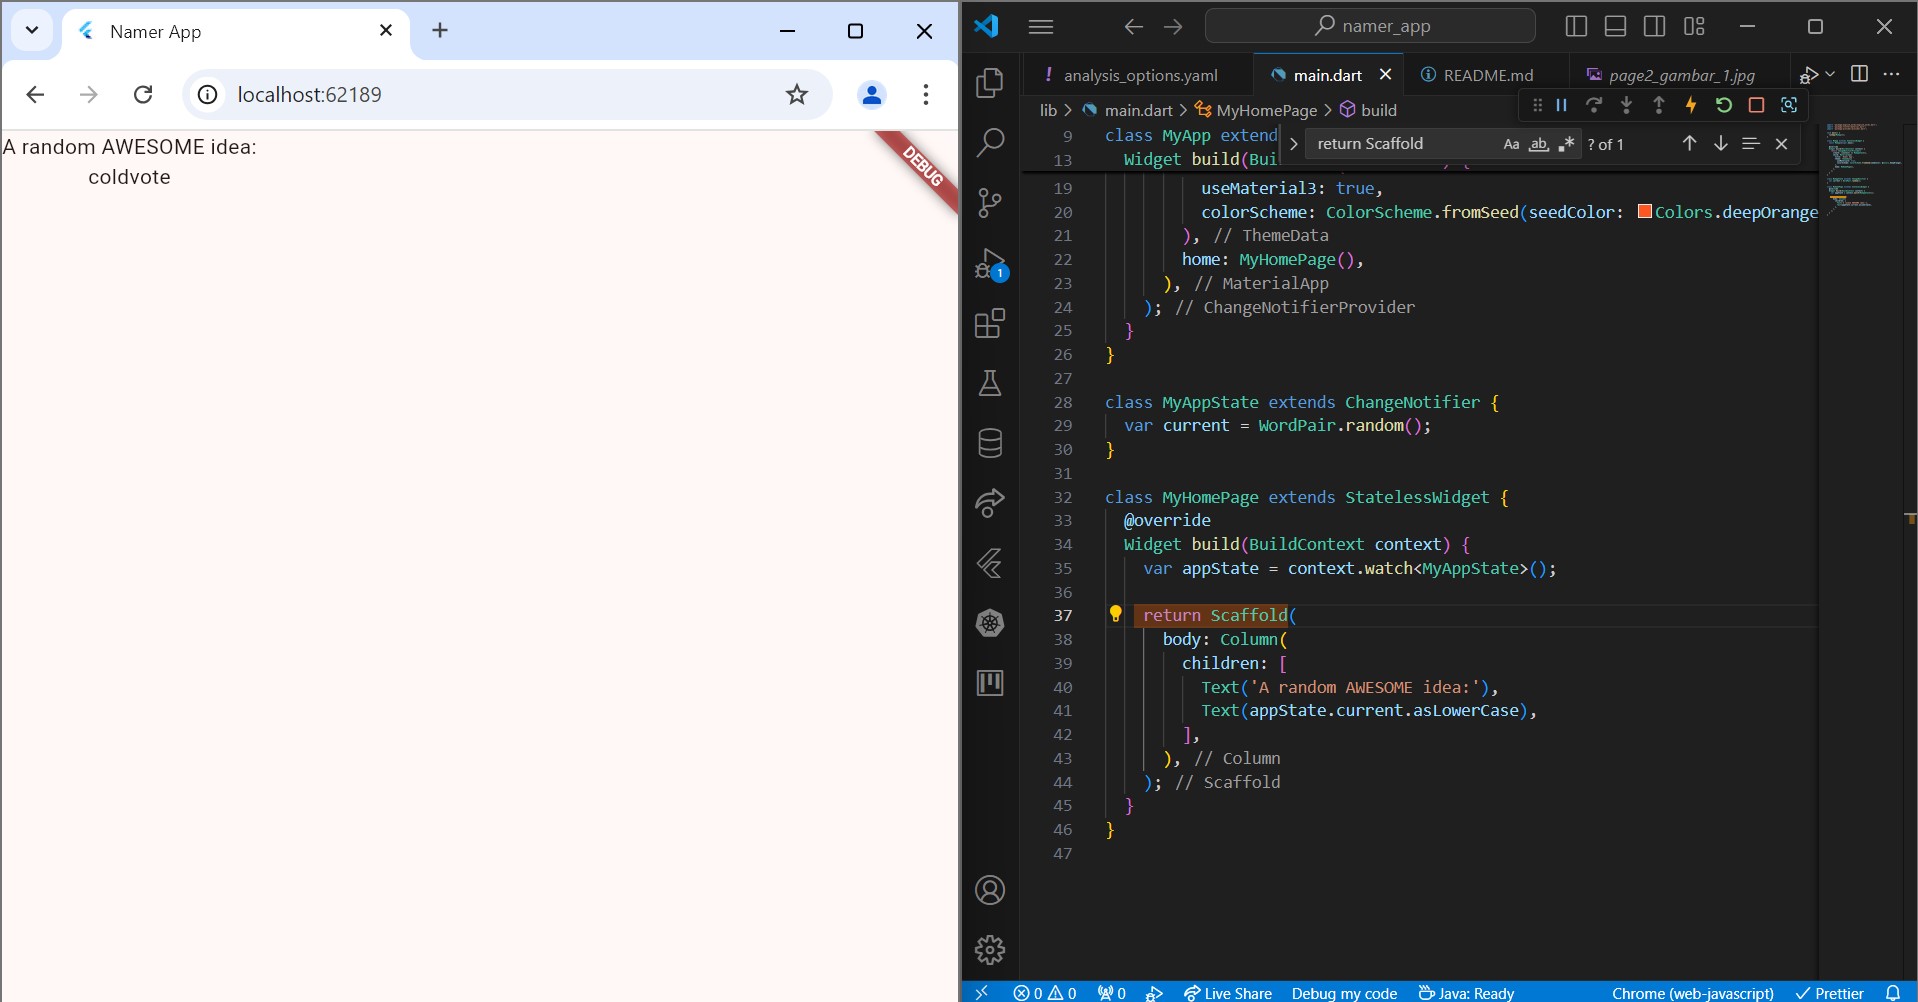 Namer App
localhost:62189
A random AWESOME idea:
coldvote
DEBUG
namer_app
! analysis_options.yaml
main.dart
README.md
page2_gambar_1.jpg
lib > main.dart > MyHomePage > build
return Scaffold
Aa
ab
? of 1
9 class MyApp extend
13 Widget build(Bui
19 useMaterial3: true,
20 colorScheme: ColorScheme.fromSeed(seedColor: Colors.deepOrange
21 ), // ThemeData
22 home: MyHomePage(),
23 ), // MaterialApp
24 ); // ChangeNotifierProvider
25 }
26 }
27
28 class MyAppState extends ChangeNotifier {
29 var current = WordPair.random();
30 }
31
32 class MyHomePage extends StatelessWidget {
33 @override
34 Widget build(BuildContext context) {
35 var appState = context.watch<MyAppState>();
36
37 return Scaffold(
38 body: Column(
39 children: [
40 Text('A random AWESOME idea:'),
41 Text(appState.current.asLowerCase),
42 ],
43 ), // Column
44 ); // Scaffold
45 }
46 }
47
1
0 0 0 Live Share Debug my code Java: Ready Chrome (web-javascript) Prettier